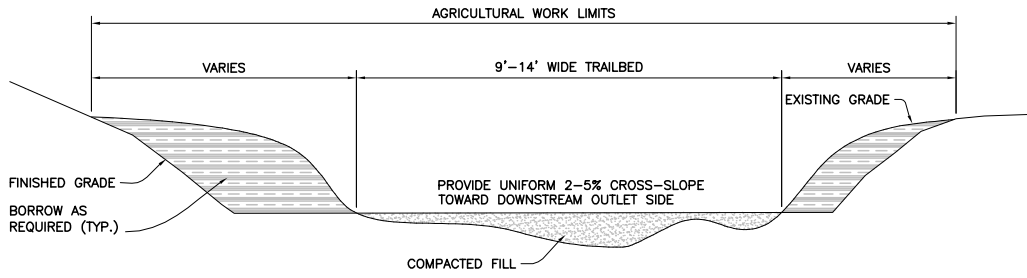 AGRICULTURAL WORK LIMITS
VARIES
9'-14' WIDE TRAILBED
VARIES
EXISTING GRADE
FINISHED GRADE
PROVIDE UNIFORM 2-5% CROSS-SLOPE
TOWARD DOWNSTREAM OUTLET SIDE
BORROW AS
REQUIRED (TYP.)
COMPACTED FILL